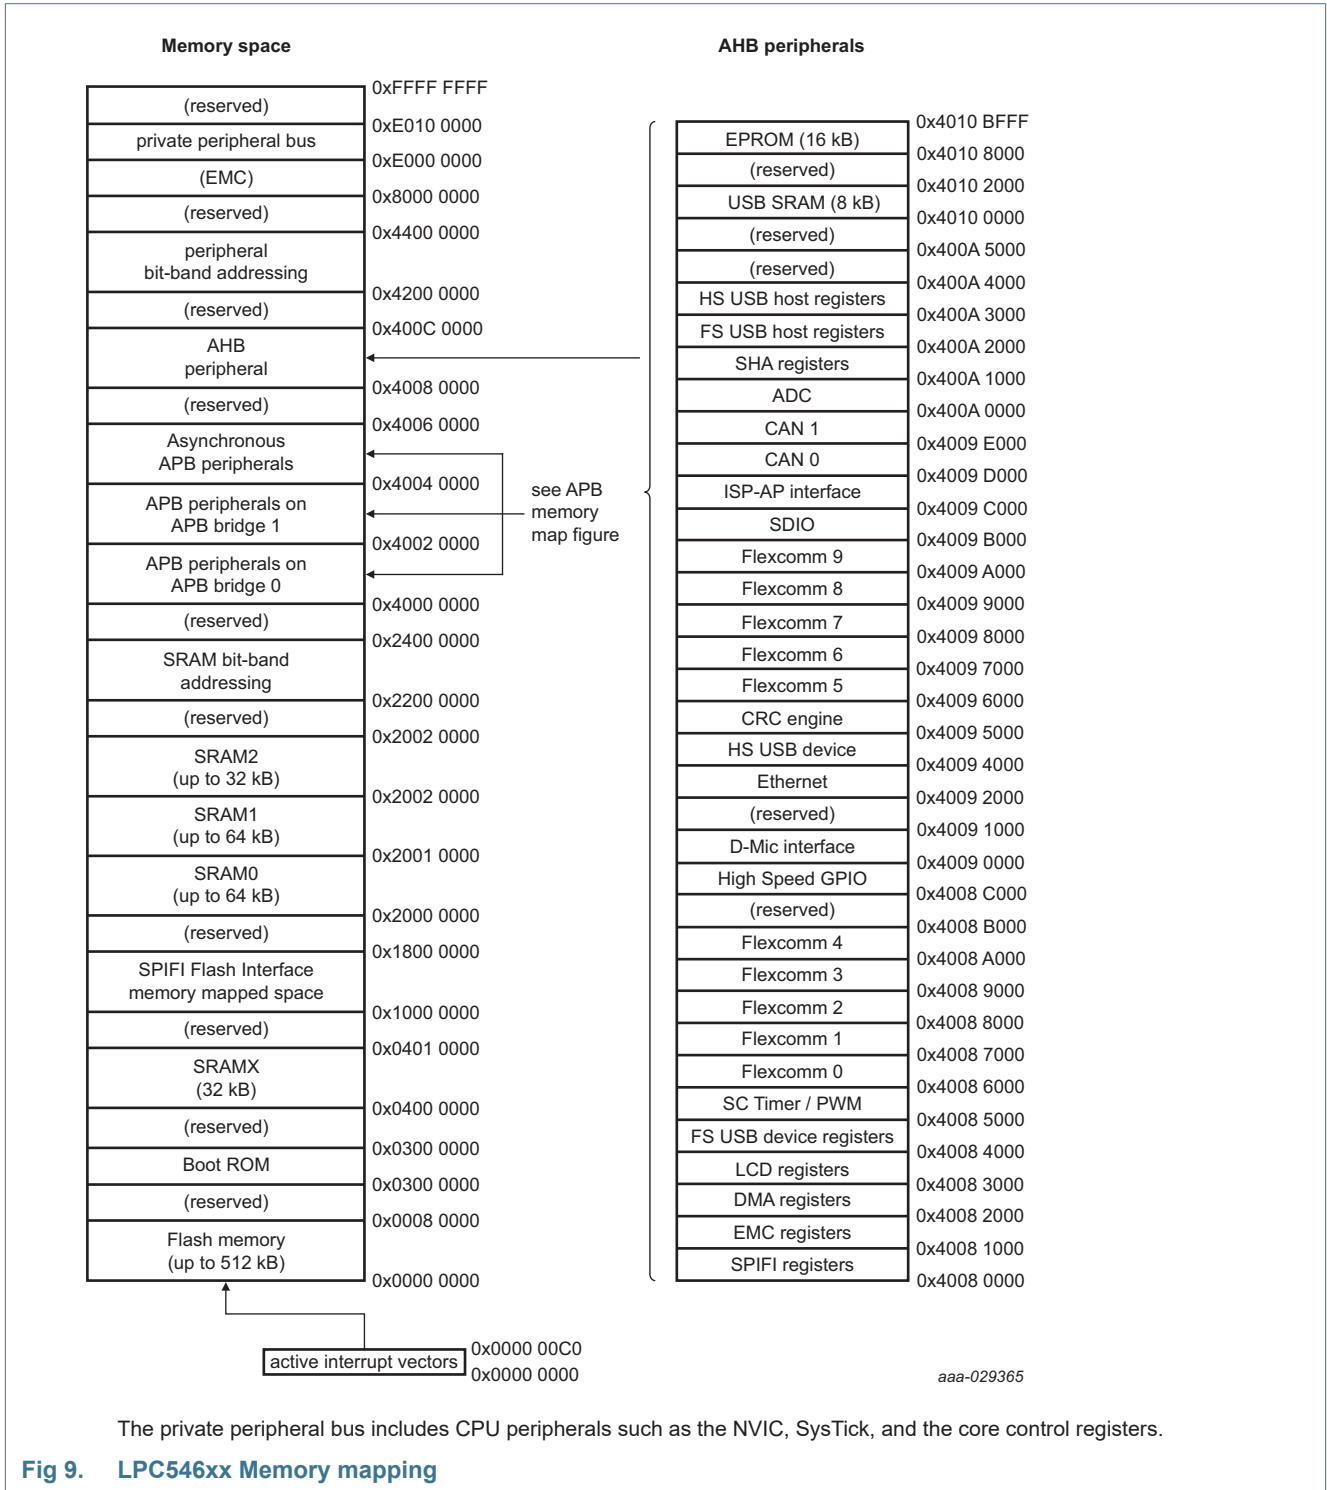 Memory space
0xFFFF FFFF
(reserved)
0xE010 0000
private peripheral bus
0xE000 0000
(EMC)
0x8000 0000
(reserved)
0x4400 0000
peripheral
bit-band addressing
0x4200 0000
(reserved)
0x400C 0000
AHB
peripheral
0x4008 0000
(reserved)
0x4006 0000
Asynchronous
APB peripherals
0x4004 0000
APB peripherals on
APB bridge 1
0x4002 0000
APB peripherals on
APB bridge 0
0x4000 0000
(reserved)
0x2400 0000
SRAM bit-band
addressing
0x2200 0000
(reserved)
0x2002 0000
SRAM2
(up to 32 kB)
0x2002 0000
SRAM1
(up to 64 kB)
0x2001 0000
SRAM0
(up to 64 kB)
0x2000 0000
(reserved)
0x1800 0000
SPIFI Flash Interface
memory mapped space
0x1000 0000
(reserved)
0x0401 0000
SRAMX
(32 kB)
0x0400 0000
(reserved)
0x0300 0000
Boot ROM
0x0300 0000
(reserved)
0x0008 0000
Flash memory
(up to 512 kB)
0x0000 0000
active interrupt vectors
0x0000 00C0
0x0000 0000
see APB
memory
map figure
AHB peripherals
0x4010 BFFF
EPROM (16 kB)
0x4010 8000
(reserved)
0x4010 2000
USB SRAM (8 kB)
0x4010 0000
(reserved)
0x400A 5000
(reserved)
0x400A 4000
HS USB host registers
0x400A 3000
FS USB host registers
0x400A 2000
SHA registers
0x400A 1000
ADC
0x400A 0000
CAN 1
0x4009 E000
CAN 0
0x4009 D000
ISP-AP interface
0x4009 C000
SDIO
0x4009 B000
Flexcomm 9
0x4009 A000
Flexcomm 8
0x4009 9000
Flexcomm 7
0x4009 8000
Flexcomm 6
0x4009 7000
Flexcomm 5
0x4009 6000
CRC engine
0x4009 5000
HS USB device
0x4009 4000
Ethernet
0x4009 2000
(reserved)
0x4009 1000
D-Mic interface
0x4009 0000
High Speed GPIO
0x4008 C000
(reserved)
0x4008 B000
Flexcomm 4
0x4008 A000
Flexcomm 3
0x4008 9000
Flexcomm 2
0x4008 8000
Flexcomm 1
0x4008 7000
Flexcomm 0
0x4008 6000
SC Timer / PWM
0x4008 5000
FS USB device registers
0x4008 4000
LCD registers
0x4008 3000
DMA registers
0x4008 2000
EMC registers
0x4008 1000
SPIFI registers
0x4008 0000
aaa-029365
The private peripheral bus includes CPU peripherals such as the NVIC, SysTick, and the core control registers.
Fig 9. LPC546xx Memory mapping